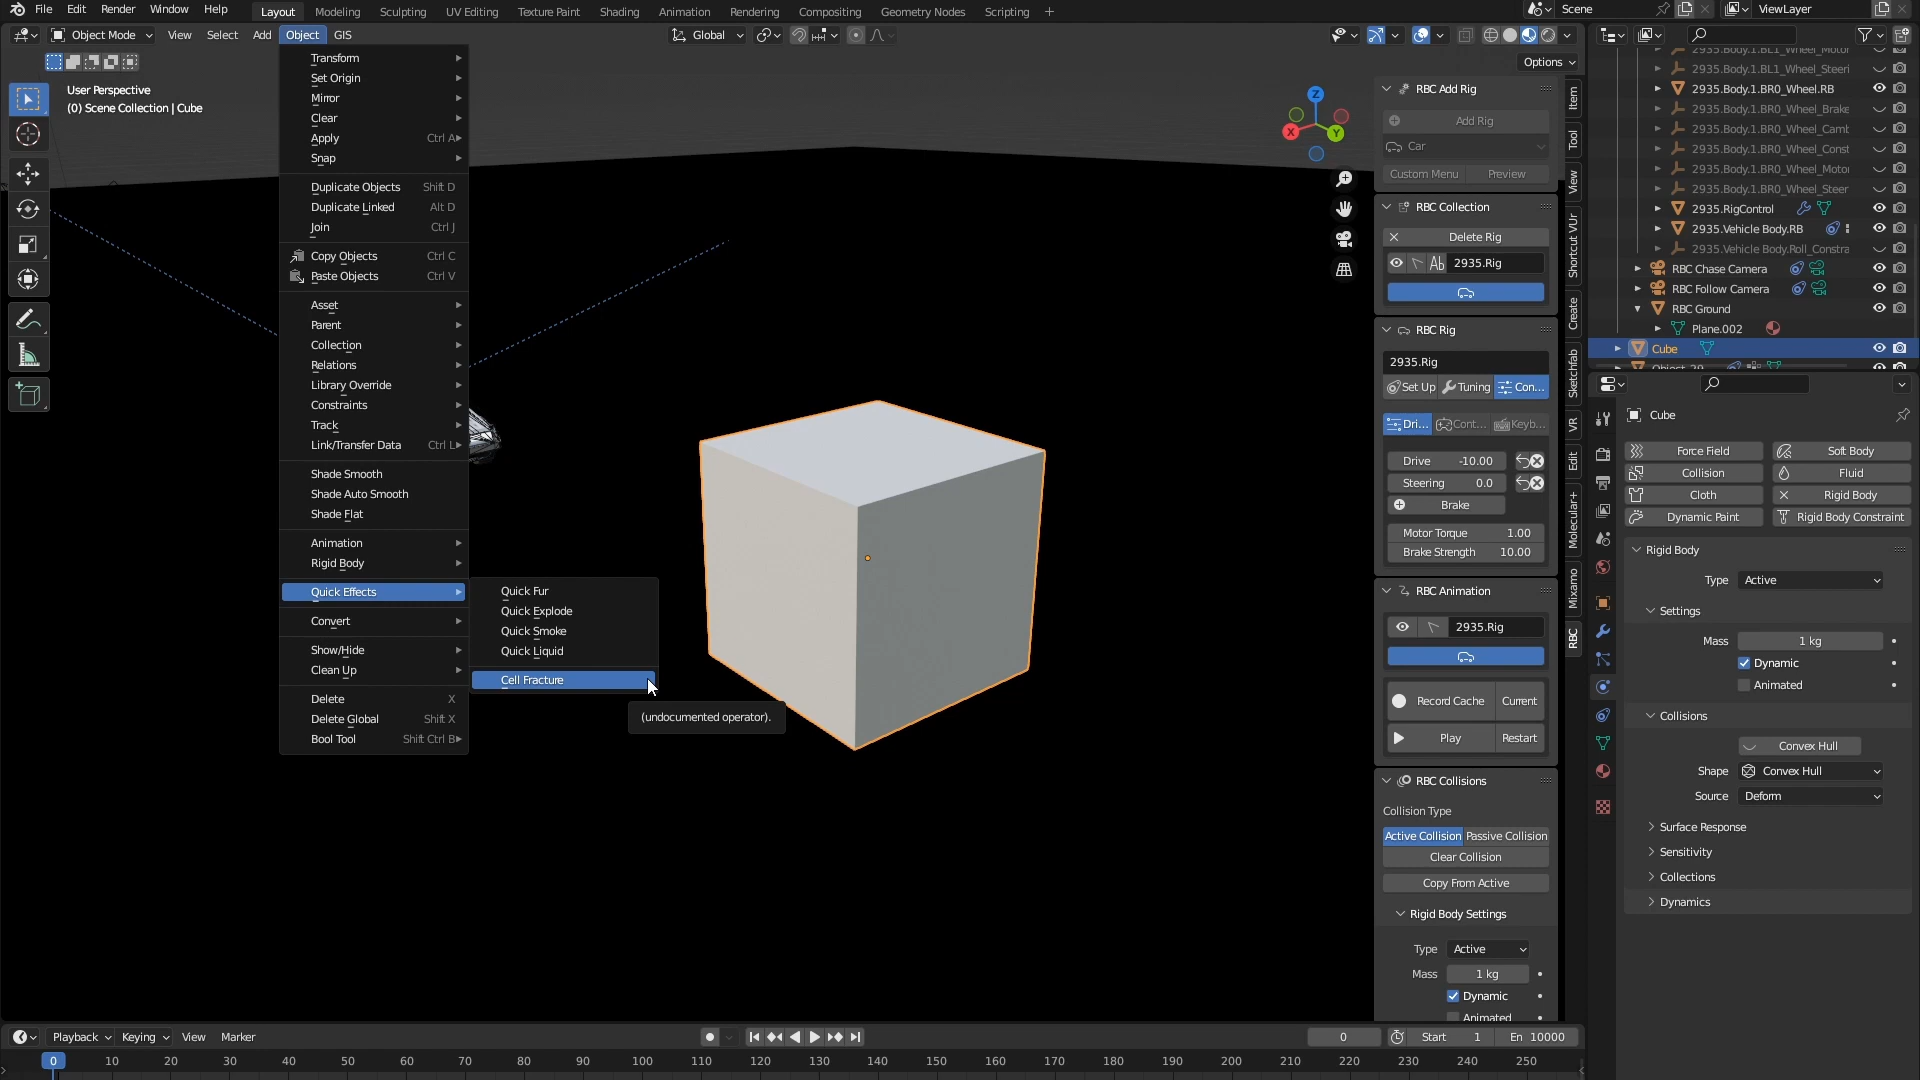 File Edit Render Window Help Layout Modeling Sculpting UV Editing Texture Paint Shading Animation Rendering Compositing Geometry Nodes Scripting + Scene ViewLayer
Object Mode View Select Add Object GIS Global
Options
User Perspective
(0) Scene Collection | Cube
Transform
Set Origin
Mirror
Clear
Apply Ctrl A
Snap
Duplicate Objects Shift D
Duplicate Linked Alt D
Join Ctrl J
Copy Objects Ctrl C
Paste Objects Ctrl V
Asset
Parent
Collection
Relations
Library Override
Constraints
Track
Link/Transfer Data Ctrl L
Shade Smooth
Shade Auto Smooth
Shade Flat
Animation
Rigid Body
Quick Effects
Convert
Show/Hide
Clean Up
Delete X
Delete Global Shift X
Bool Tool Shift Ctrl B
Quick Fur
Quick Explode
Quick Smoke
Quick Liquid
Cell Fracture
(undocumented operator).
Z
X
Y
RBC Add Rig
Add Rig
Car
Custom Menu Preview
RBC Collection
Delete Rig
Ab 2935.Rig
RBC Rig
2935.Rig
Set Up Tuning Con...
Dri... Cont... Keyb...
Drive -10.00
Steering 0.0
Brake
Motor Torque 1.00
Brake Strength 10.00
RBC Animation
2935.Rig
Record Cache Current
Play Restart
RBC Collisions
Collision Type
Active Collision Passive Collision
Clear Collision
Copy From Active
Rigid Body Settings
Type Active
Mass 1 kg
Dynamic
Animated
Item
Tool
View
Shortcut VUr
Create
Sketchfab
VR
Edit
Molecular+
Mixamo
RBC
2935.Body.1.BL1_Wheel_Motor
2935.Body.1.BL1_Wheel_Steeri
2935.Body.1.BR0_Wheel.RB
2935.Body.1.BR0_Wheel_Brake
2935.Body.1.BR0_Wheel_Camt
2935.Body.1.BR0_Wheel_Const
2935.Body.1.BR0_Wheel_Motor
2935.Body.1.BR0_Wheel_Steer
2935.RigControl
2935.Vehicle Body.RB
2935.Vehicle Body.Roll_Constra
RBC Chase Camera
RBC Follow Camera
RBC Ground
Plane.002
Cube
Cube
Force Field Soft Body
Collision Fluid
Cloth Rigid Body
Dynamic Paint Rigid Body Constraint
Rigid Body
Type Active
Settings
Mass 1 kg
Dynamic
Animated
Collisions
Convex Hull
Shape Convex Hull
Source Deform
Surface Response
Sensitivity
Collections
Dynamics
Playback Keying View Marker 0 Start 1 En 10000
0 10 20 30 40 50 60 70 80 90 100 110 120 130 140 150 160 170 180 190 200 210 220 230 240 250